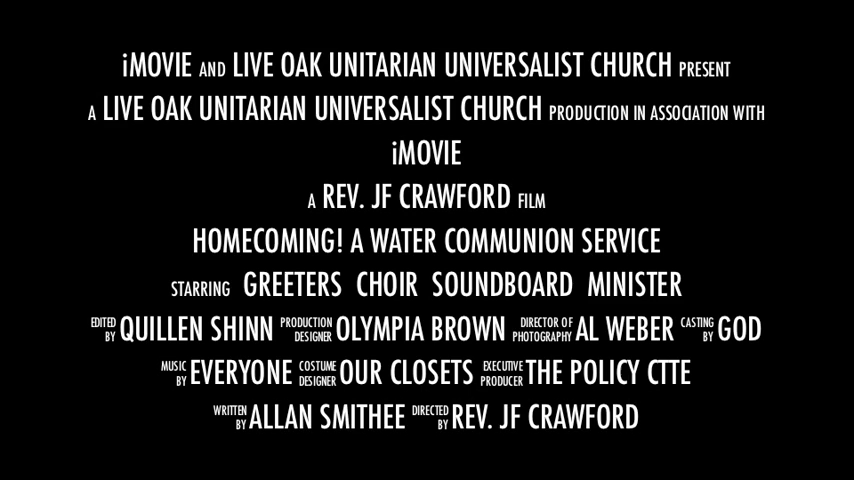 iMOVIE AND LIVE OAK UNITARIAN UNIVERSALIST CHURCH PRESENT
A LIVE OAK UNITARIAN UNIVERSALIST CHURCH PRODUCTION IN ASSOCIATION WITH
iMOVIE
A REV. JF CRAWFORD FILM
HOMECOMING! A WATER COMMUNION SERVICE
STARRING GREETERS CHOIR SOUNDBOARD MINISTER
EDITED BY QUILLEN SHINN PRODUCTION DESIGNER OLYMPIA BROWN DIRECTOR OF PHOTOGRAPHY AL WEBER CASTING BY GOD
MUSIC BY EVERYONE COSTUME DESIGNER OUR CLOSETS EXECUTIVE PRODUCER THE POLICY CTTE
WRITTEN BY ALLAN SMITHEE DIRECTED BY REV. JF CRAWFORD